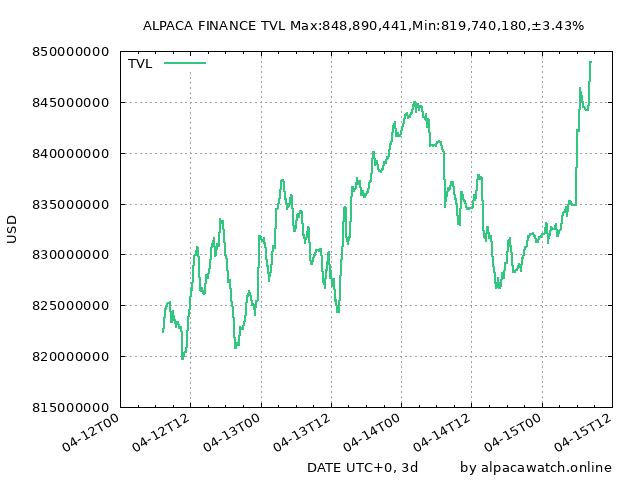 ALPACA FINANCE TVL Max:848,890,441,Min:819,740,180,±3.43%
850000000
TVL
845000000
840000000
835000000
USD
830000000
825000000
820000000
815000000
04-12T00
04-12T12
04-13T00
04-13T12
04-14T00
04-14T12
04-15T00
04-15T12
DATE UTC+0, 3d
by alpacawatch.online